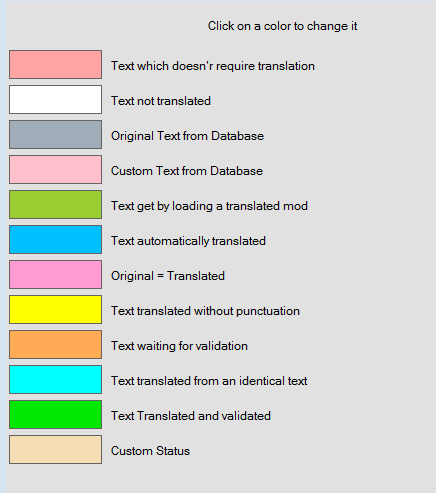 Click on a color to change it
Text which doesn'r require translation
Text not translated
Original Text from Database
Custom Text from Database
Text get by loading a translated mod
Text automatically translated
Original = Translated
Text translated without punctuation
Text waiting for validation
Text translated from an identical text
Text Translated and validated
Custom Status